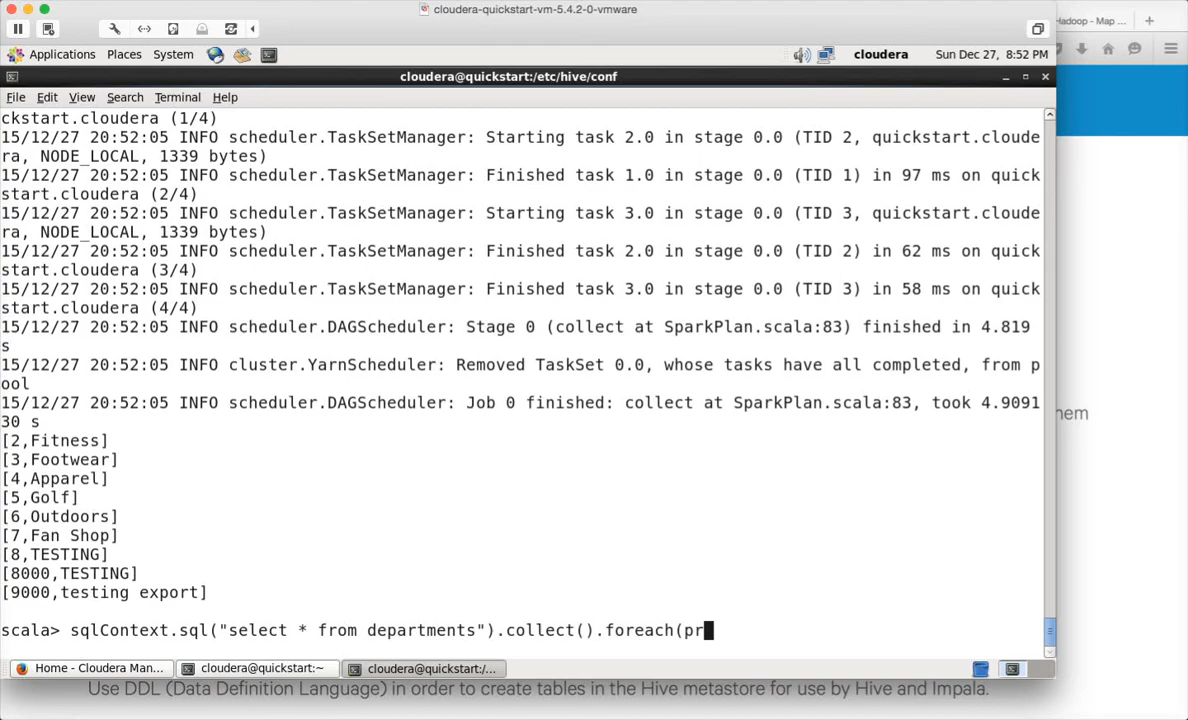 cloudera-quickstart-vm-5.4.2-0-vmware
Hadoop - Map ...
Applications Places System cloudera Sun Dec 27, 8:52 PM
cloudera@quickstart:/etc/hive/conf
File Edit View Search Terminal Help
ckstart.cloudera (1/4)
15/12/27 20:52:05 INFO scheduler.TaskSetManager: Starting task 2.0 in stage 0.0 (TID 2, quickstart.cloude
ra, NODE_LOCAL, 1339 bytes)
15/12/27 20:52:05 INFO scheduler.TaskSetManager: Finished task 1.0 in stage 0.0 (TID 1) in 97 ms on quick
start.cloudera (2/4)
15/12/27 20:52:05 INFO scheduler.TaskSetManager: Starting task 3.0 in stage 0.0 (TID 3, quickstart.cloude
ra, NODE_LOCAL, 1339 bytes)
15/12/27 20:52:05 INFO scheduler.TaskSetManager: Finished task 2.0 in stage 0.0 (TID 2) in 62 ms on quick
start.cloudera (3/4)
15/12/27 20:52:05 INFO scheduler.TaskSetManager: Finished task 3.0 in stage 0.0 (TID 3) in 58 ms on quick
start.cloudera (4/4)
15/12/27 20:52:05 INFO scheduler.DAGScheduler: Stage 0 (collect at SparkPlan.scala:83) finished in 4.819
s
15/12/27 20:52:05 INFO cluster.YarnScheduler: Removed TaskSet 0.0, whose tasks have all completed, from p
ool
15/12/27 20:52:05 INFO scheduler.DAGScheduler: Job 0 finished: collect at SparkPlan.scala:83, took 4.9091
30 s
hem
[2,Fitness]
[3,Footwear]
[4,Apparel]
[5,Golf]
[6,Outdoors]
[7,Fan Shop]
[8,TESTING]
[8000,TESTING]
[9000,testing export]
scala> sqlContext.sql("select * from departments").collect().foreach(pr
Home - Cloudera Man... cloudera@quickstart:~ cloudera@quickstart:/...
Use DDL (Data Definition Language) in order to create tables in the Hive metastore for use by Hive and Impala.